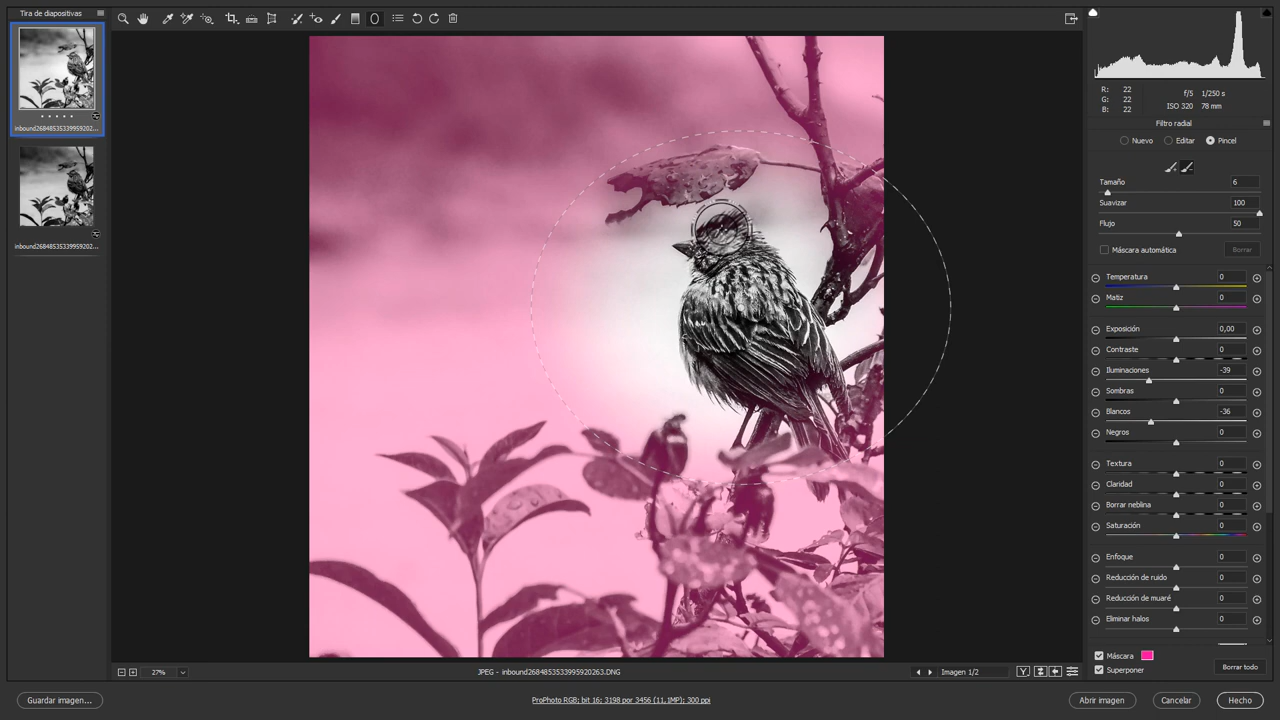 Tira de diapositivas
inbound26848535339959202...
inbound26848535339959202...
27%
JPEG - inbound2684853533995920263.DNG
Imagen 1/2
Guardar imagen...
ProPhoto RGB; bit 16; 3198 por 3456 (11,1MP); 300 ppi
Abrir imagen
Cancelar
Hecho
R: 22
G: 22
B: 22
f/5 1/250 s
ISO 320 78 mm
Filtro radial
Nuevo Editar Pincel
Tamaño 6
Suavizar 100
Flujo 50
Máscara automática Borrar
Temperatura 0
Matiz 0
Exposición 0,00
Contraste 0
Iluminaciones -39
Sombras 0
Blancos -36
Negros 0
Textura 0
Claridad 0
Borrar neblina 0
Saturación 0
Enfoque 0
Reducción de ruido 0
Reducción de muaré 0
Eliminar halos 0
Máscara
Superponer
Borrar todo